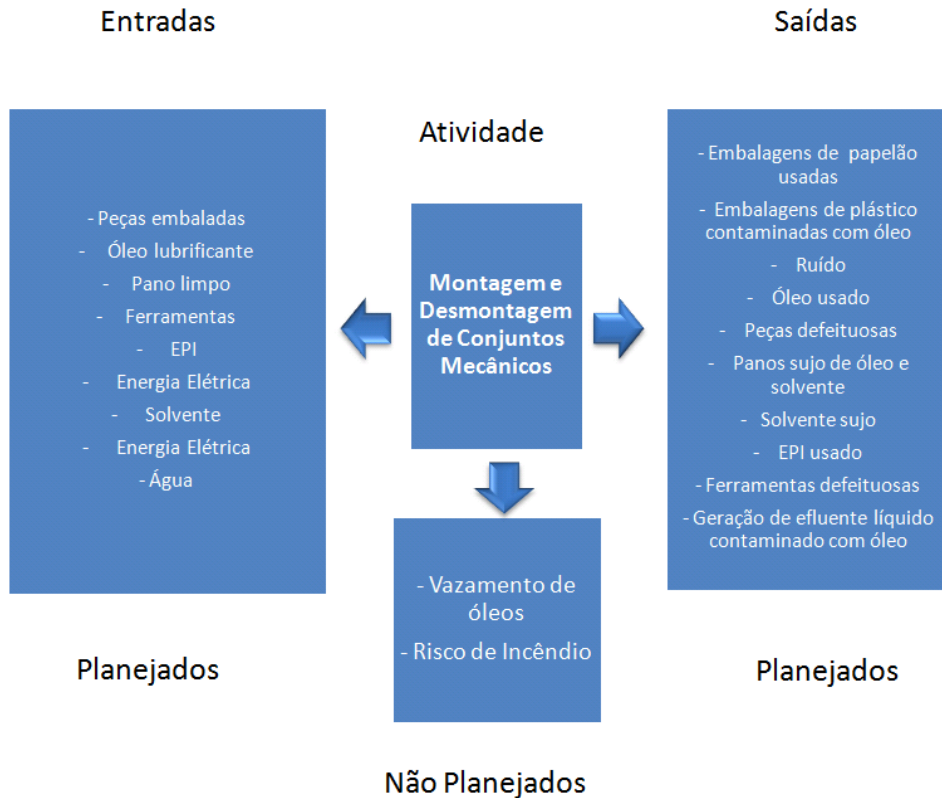 Entradas
Saídas
Atividade
- Peças embaladas
- Óleo lubrificante
- Pano limpo
- Ferramentas
- EPI
- Energia Elétrica
- Solvente
- Energia Elétrica
- Água
Montagem e
Desmontagem
de Conjuntos
Mecânicos
- Embalagens de papelão
usadas
- Embalagens de plástico
contaminadas com óleo
- Ruído
- Óleo usado
- Peças defeituosas
- Panos sujo de óleo e
solvente
- Solvente sujo
- EPI usado
- Ferramentas defeituosas
- Geração de efluente líquido
contaminado com óleo
- Vazamento de
óleos
- Risco de Incêndio
Planejados
Planejados
Não Planejados